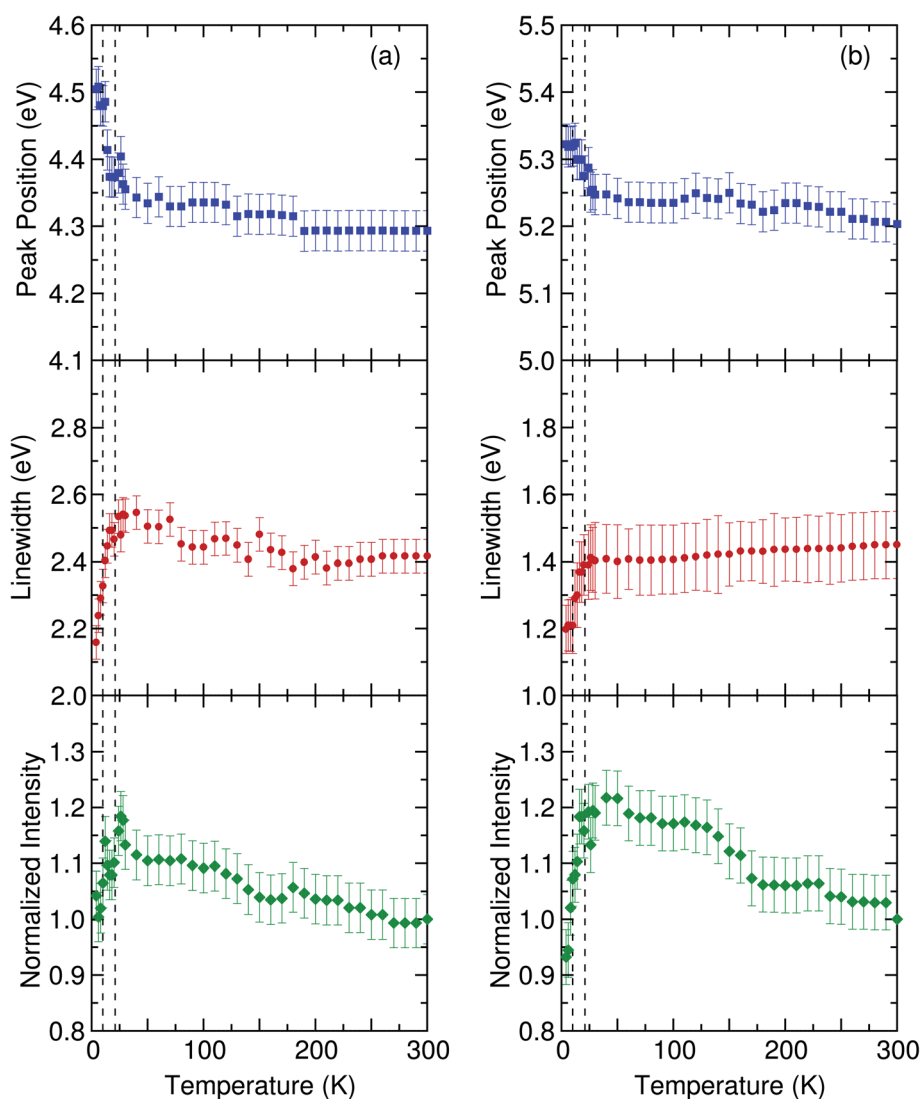 (a)
Peak Position (eV)
4.6
4.5
4.4
4.3
4.2
4.1
Linewidth (eV)
2.8
2.6
2.4
2.2
2.0
Normalized Intensity
1.3
1.2
1.1
1.0
0.9
0.8
0 100 200 300
Temperature (K)
(b)
Peak Position (eV)
5.5
5.4
5.3
5.2
5.1
5.0
Linewidth (eV)
1.8
1.6
1.4
1.2
1.0
Normalized Intensity
1.3
1.2
1.1
1.0
0.9
0.8
0 100 200 300
Temperature (K)